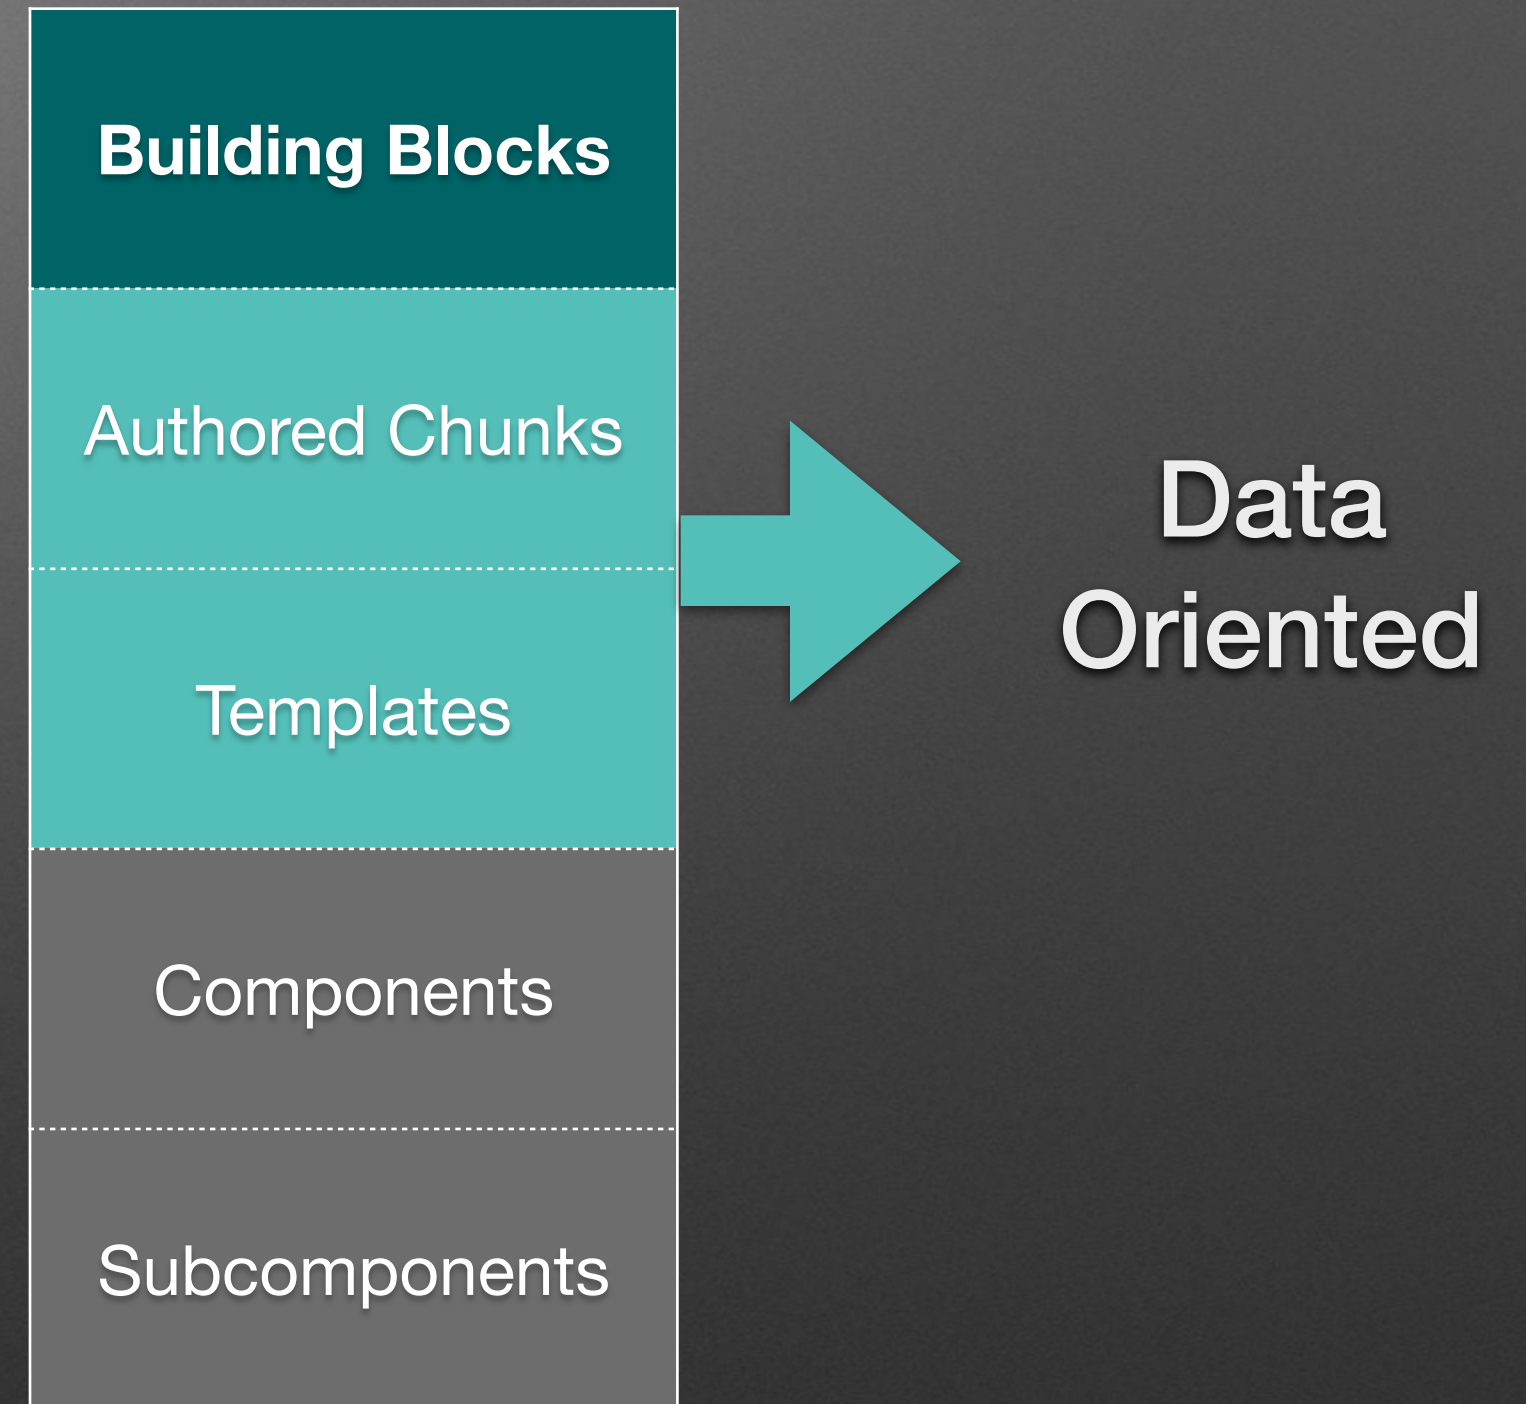 Building Blocks
Authored Chunks
Templates
Components
Subcomponents
Data
Oriented